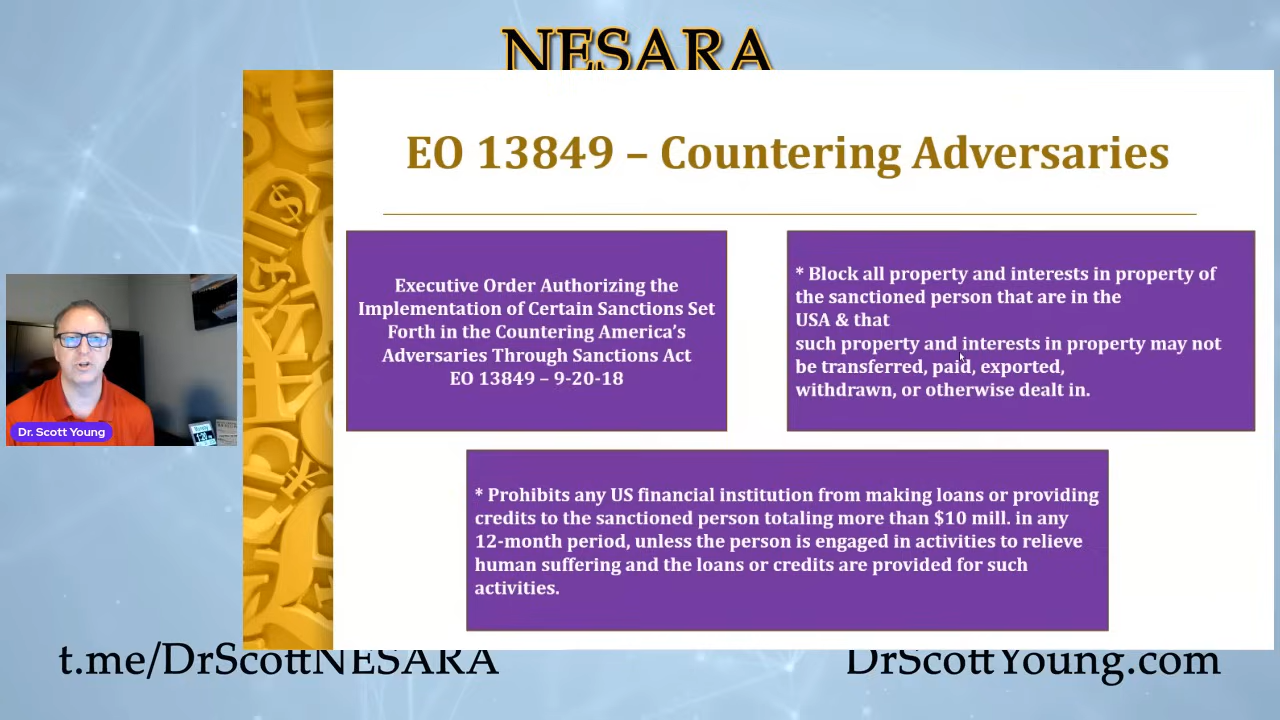 NESARA
EO 13849 – Countering Adversaries
Executive Order Authorizing the
Implementation of Certain Sanctions Set
Forth in the Countering America's
Adversaries Through Sanctions Act
EO 13849 – 9-20-18
* Block all property and interests in property of
the sanctioned person that are in the
USA & that
such property and interests in property may not
be transferred, paid, exported,
withdrawn, or otherwise dealt in.
* Prohibits any US financial institution from making loans or providing
credits to the sanctioned person totaling more than $10 mill. in any
12-month period, unless the person is engaged in activities to relieve
human suffering and the loans or credits are provided for such
activities.
Dr. Scott Young
t.me/DrScottNESARA
DrScottYoung.com